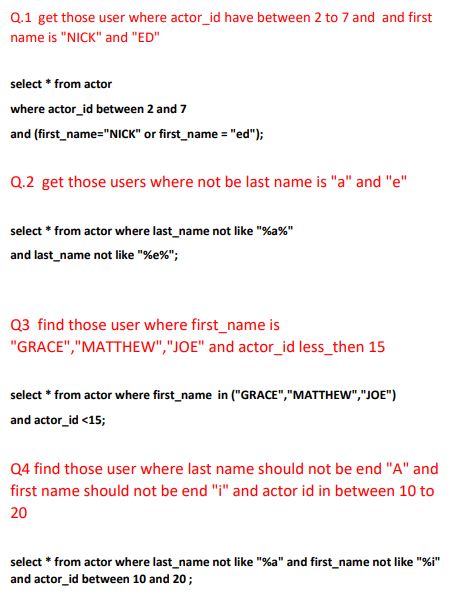 Q.1 get those user where actor_id have between 2 to 7 and and first
name is "NICK" and "ED"
select * from actor
where actor_id between 2 and 7
and (first_name="NICK" or first_name = "ed");
Q.2 get those users where not be last name is "a" and "e"
select * from actor where last_name not like "%a%"
and last_name not like "%e%";
Q3 find those user where first_name is
"GRACE","MATTHEW","JOE" and actor_id less_then 15
select * from actor where first_name in ("GRACE","MATTHEW","JOE")
and actor_id <15;
Q4 find those user where last name should not be end "A" and
first name should not be end "i" and actor id in between 10 to
20
select * from actor where last_name not like "%a" and first_name not like "%i"
and actor_id between 10 and 20 ;